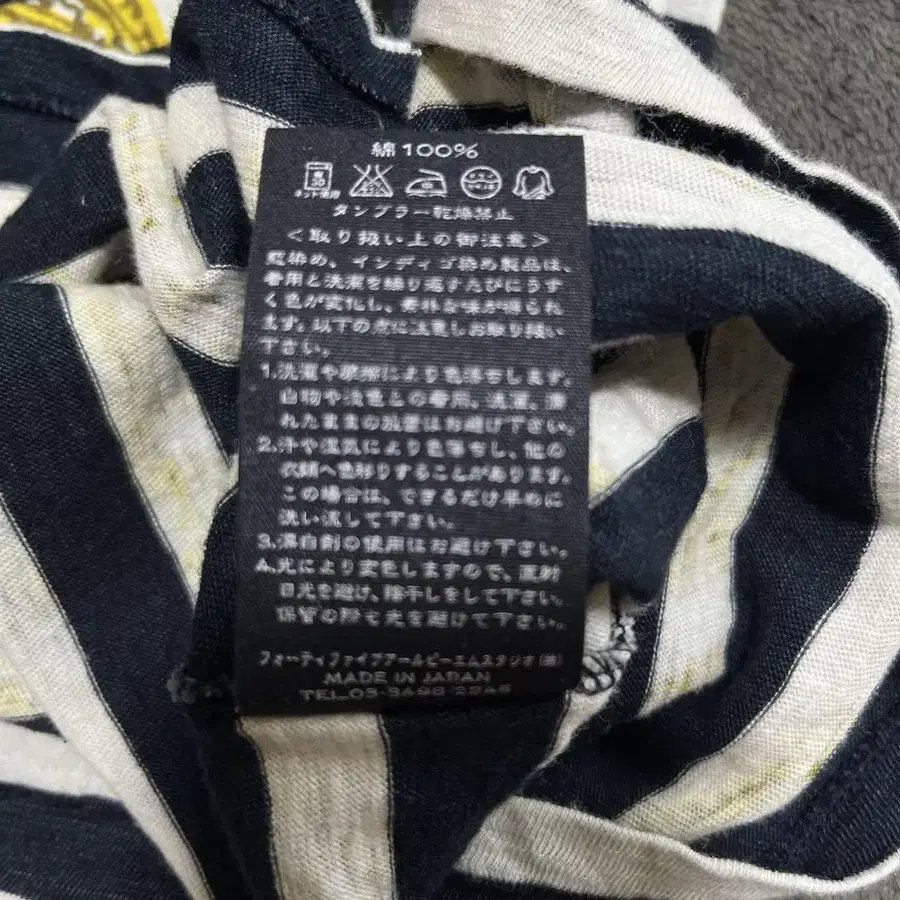 綿100%
ネット使用
タンブラー乾燥禁止
<取り扱い上の御注意>
藍染め、インディゴ染め製品は、
着用と洗濯を繰り返すたびにうす
く色が変化し、素朴な味が得られ
ます。以下の点に注意しお取り扱い
下さい。
1.洗濯や摩擦により色落ちします。
白物や淡色との着用、洗濯、濡
れたままの放置はお避け下さい。
2.汗や湿気により色落ちし、他の
衣類へ色移りすることがあります。
この場合は、できるだけ早めに
洗い流して下さい。
3.漂白剤の使用はお避け下さい。
4.光により変色しますので、直射
日光を避け、陰干しをして下さい。
保管の際も光を避けて下さい。
フォーティファイブアールピーエムスタジオ(株)
MADE IN JAPAN
TEL.03-3498-2248